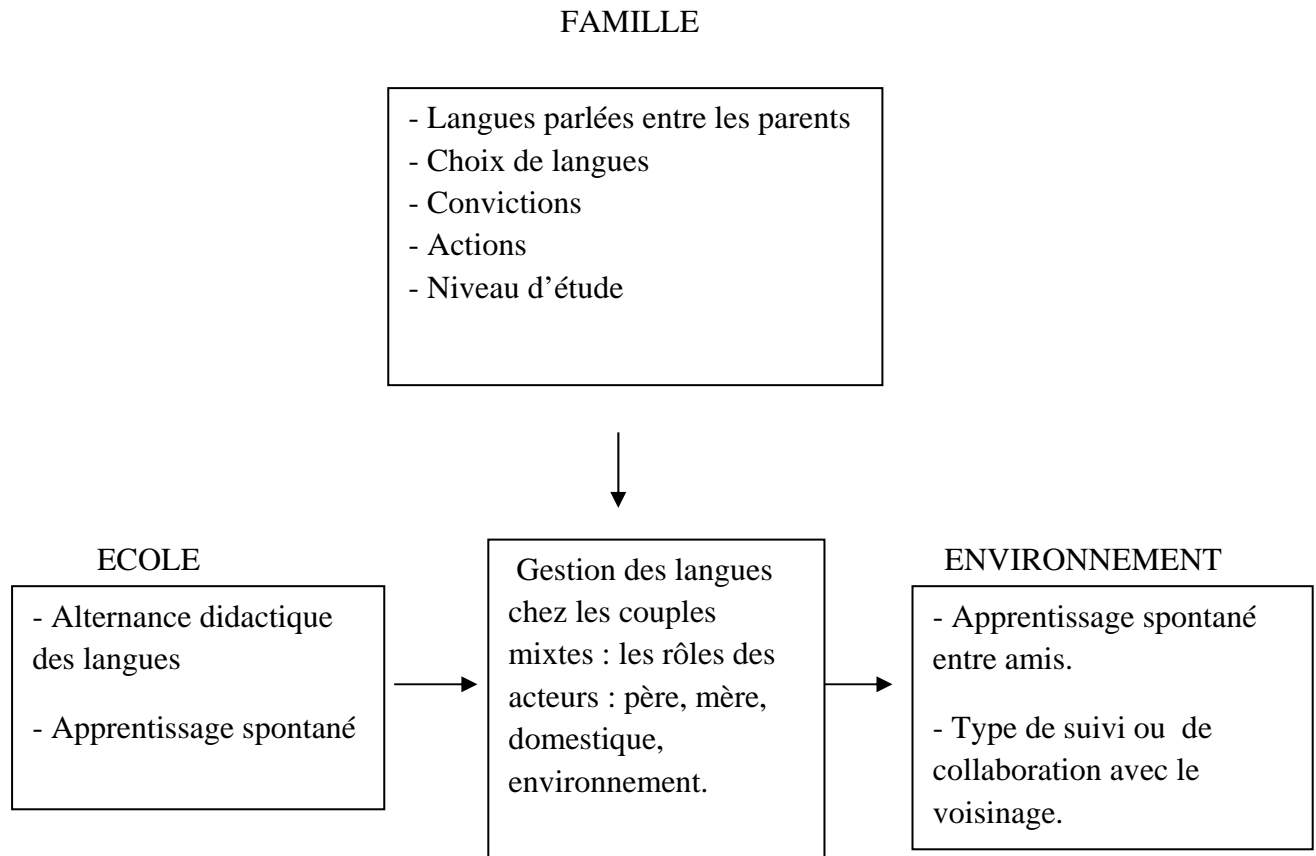 FAMILLE
- Langues parlées entre les parents
- Choix de langues
- Convictions
- Actions
- Niveau d’étude
ECOLE
- Alternance didactique
des langues
- Apprentissage spontané
Gestion des langues
chez les couples
mixtes : les rôles des
acteurs : père, mère,
domestique,
environnement.
ENVIRONNEMENT
- Apprentissage spontané
entre amis.
- Type de suivi ou  de
collaboration avec le
voisinage.